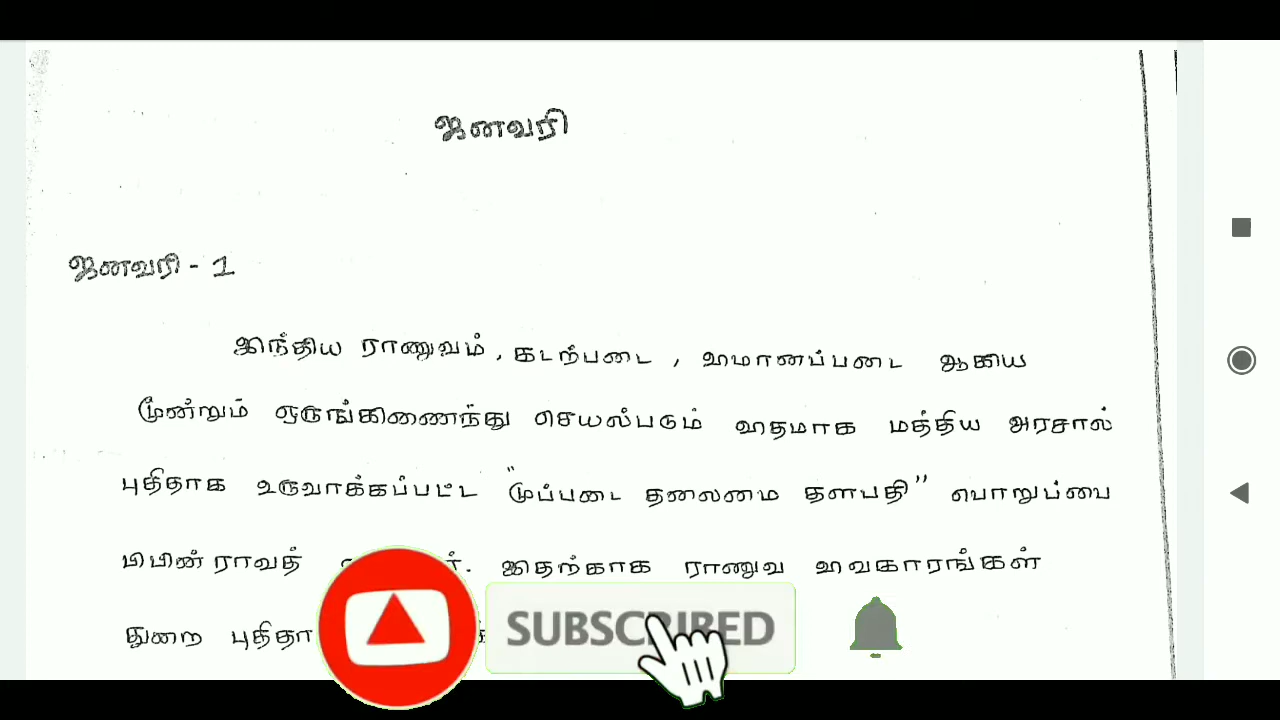 ஜனவரி
ஜனவரி - 1
இந்திய ராணுவம், கடற்படை, விமானப்படை ஆகிய
மூன்றும் ஒருங்கிணைந்து செயல்படும் விதமாக மத்திய அரசால்
புதிதாக உருவாக்கப்பட்ட "முப்படை தலைமை தளபதி" பொறுப்பை
பிபின் ராவத் இதற்காக ராணுவ விவகாரங்கள்
துறை
SUBSCRIBED